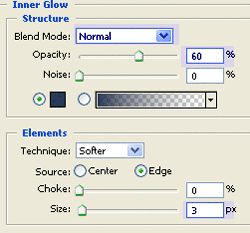 Inner Glow
Structure
Blend Mode: Normal
Opacity: 60 %
Noise: 0 %
Elements
Technique: Softer
Source: Center Edge
Choke: 0 %
Size: 3 px